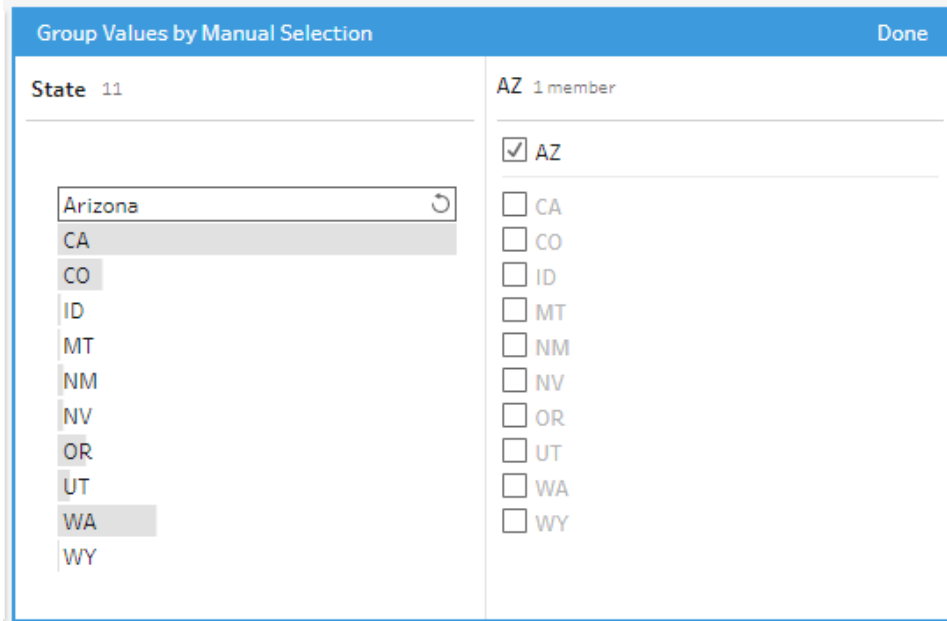 Group Values by Manual Selection Done
State 11
AZ 1 member
Arizona
CA
CO
ID
MT
NM
NV
OR
UT
WA
WY
AZ
CA
CO
ID
MT
NM
NV
OR
UT
WA
WY